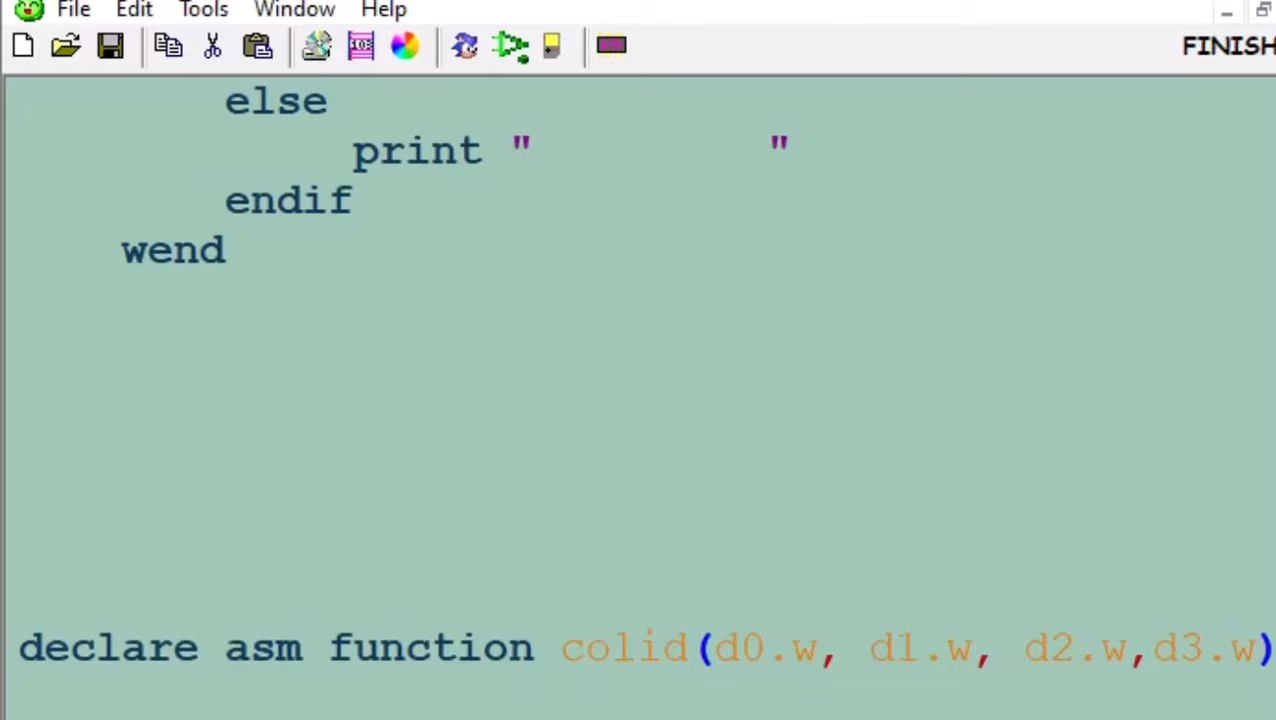 File Edit Tools Window Help
FINISH
else
print " "
endif
wend
declare asm function colid(d0.w, d1.w, d2.w,d3.w)